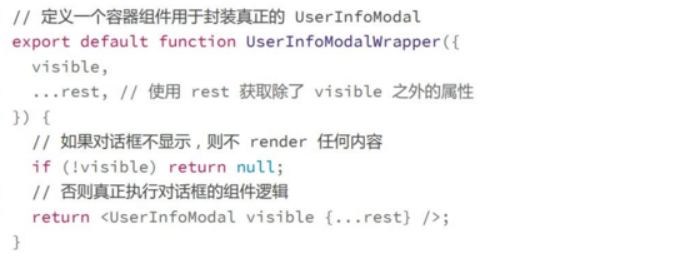 // 定义一个容器组件用于封装真正的 UserInfoModal
export default function UserInfoModalWrapper({
  visible,
  ...rest, // 使用 rest 获取除了 visible 之外的属性
}) {
  // 如果对话框不显示，则不 render 任何内容
  if (!visible) return null;
  // 否则真正执行对话框的组件逻辑
  return <UserInfoModal visible {...rest} />;
}